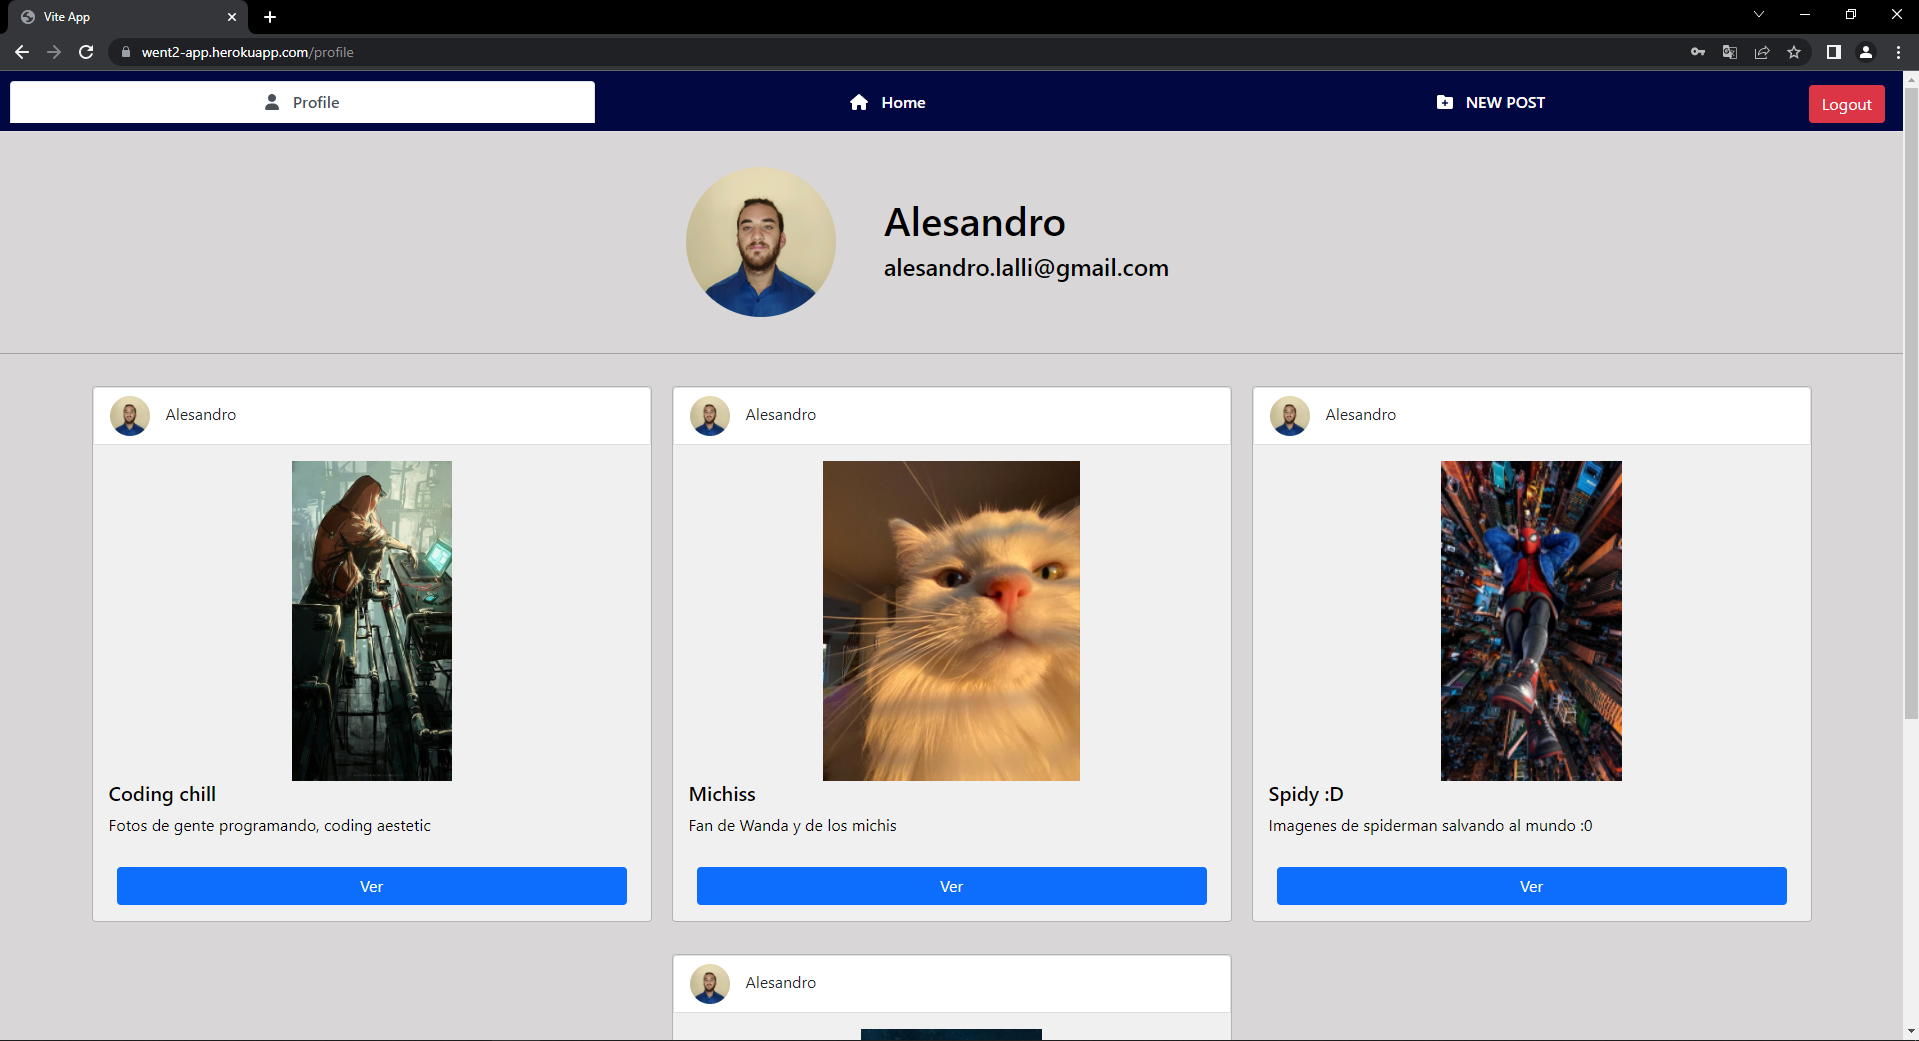 Vite App
went2-app.herokuapp.com/profile
Profile
Home
NEW POST
Logout
Alesandro
alesandro.lalli@gmail.com
Alesandro
Coding chill
Fotos de gente programando, coding aestetic
Ver
Alesandro
Michiss
Fan de Wanda y de los michis
Ver
Alesandro
Spidy :D
Imagenes de spiderman salvando al mundo :0
Ver
Alesandro